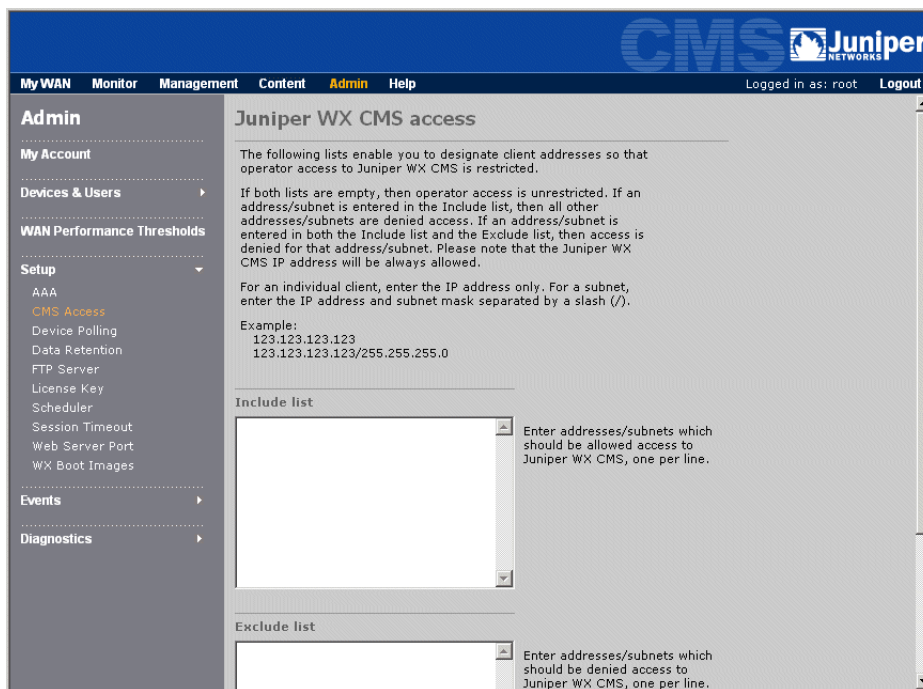 CMS
Juniper
NETWORKS
My WAN Monitor Management Content Admin Help Logged in as: root Logout
Admin
My Account
Devices & Users
WAN Performance Thresholds
Setup
AAA
CMS Access
Device Polling
Data Retention
FTP Server
License Key
Scheduler
Session Timeout
Web Server Port
WX Boot Images
Events
Diagnostics
Juniper WX CMS access
The following lists enable you to designate client addresses so that
operator access to Juniper WX CMS is restricted.
If both lists are empty, then operator access is unrestricted. If an
address/subnet is entered in the Include list, then all other
addresses/subnets are denied access. If an address/subnet is
entered in both the Include list and the Exclude list, then access is
denied for that address/subnet. Please note that the Juniper WX
CMS IP address will be always allowed.
For an individual client, enter the IP address only. For a subnet,
enter the IP address and subnet mask separated by a slash (/).
Example:
123.123.123.123
123.123.123.123/255.255.255.0
Include list
Enter addresses/subnets which
should be allowed access to
Juniper WX CMS, one per line.
Exclude list
Enter addresses/subnets which
should be denied access to
Juniper WX CMS, one per line.